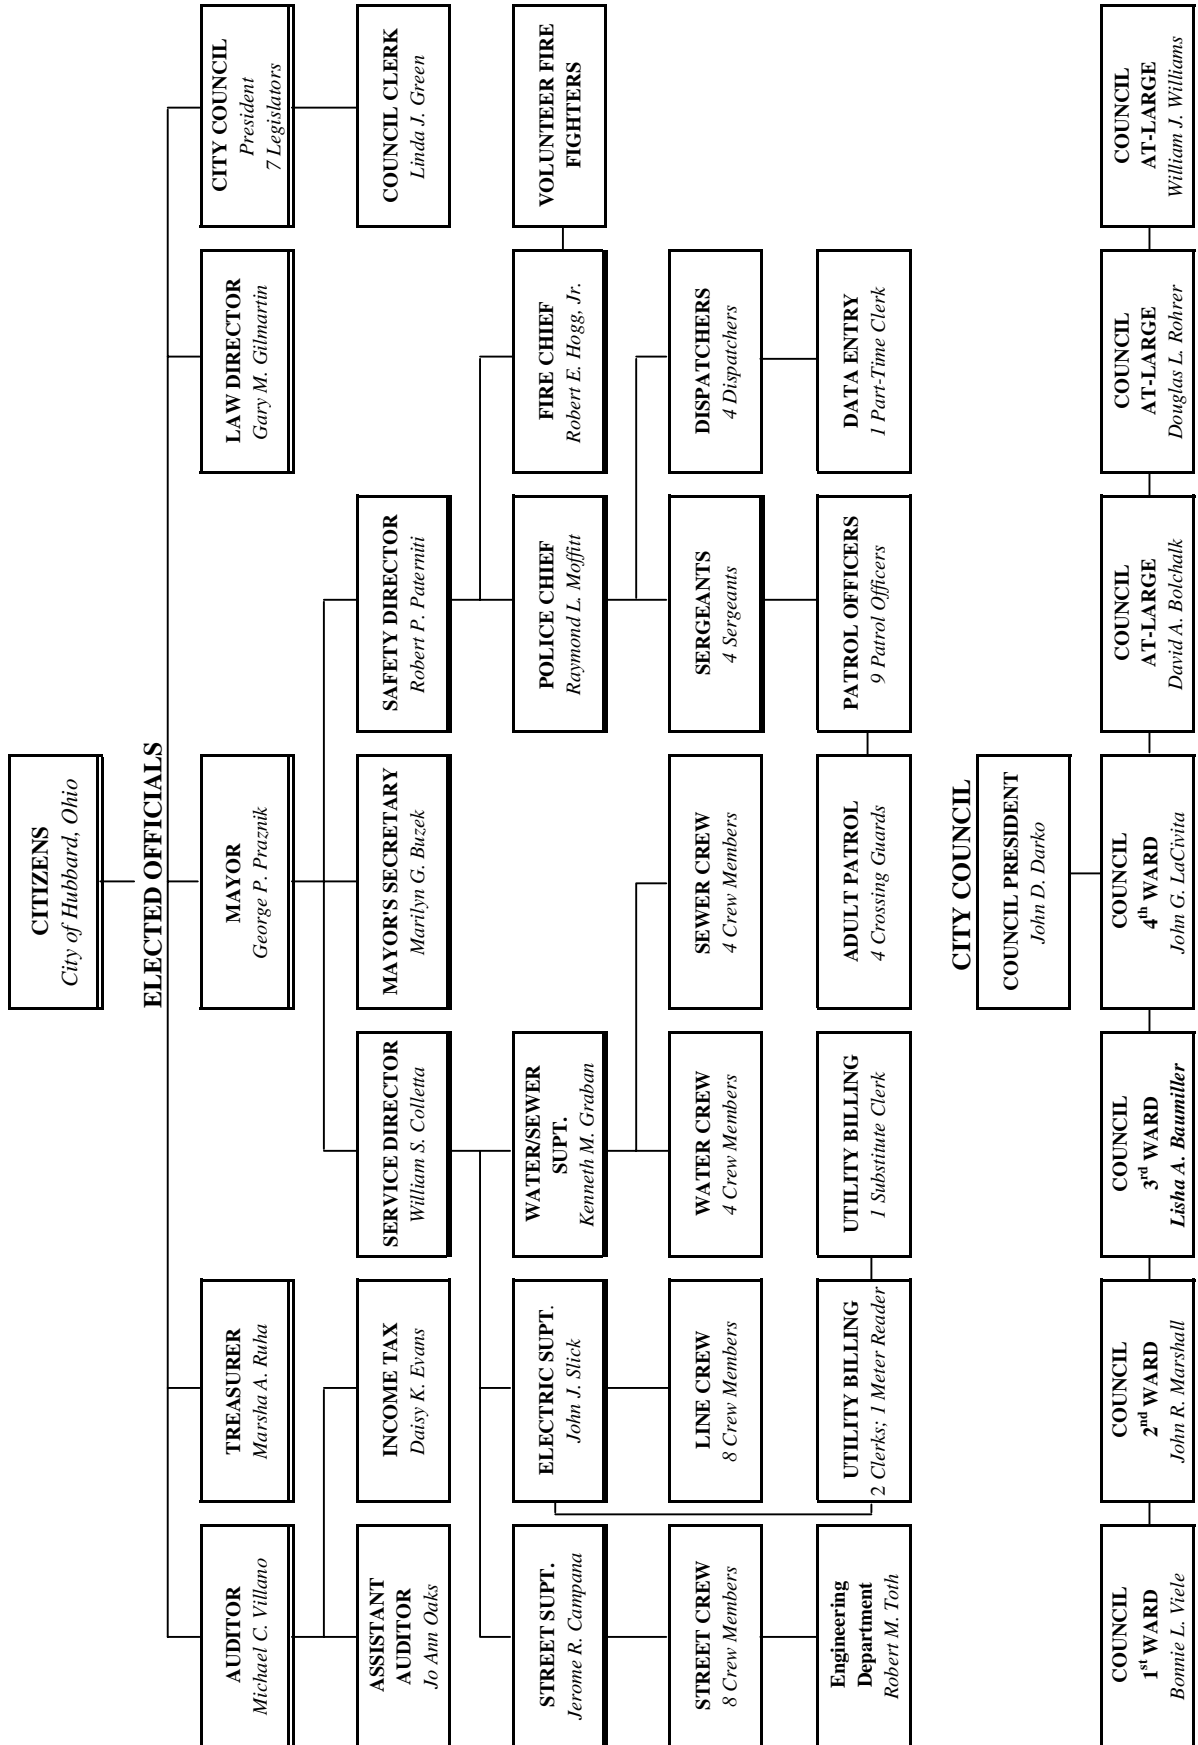 CITIZENS
City of Hubbard, Ohio
ELECTED OFFICIALS
AUDITOR
Michael C. Villano
TREASURER
Marsha A. Ruha
MAYOR
George P. Praznik
LAW DIRECTOR
Gary M. Gilmartin
CITY COUNCIL
President
7 Legislators
ASSISTANT
AUDITOR
Jo Ann Oaks
INCOME TAX
Daisy K. Evans
SERVICE DIRECTOR
William S. Colletta
MAYOR'S SECRETARY
Marilyn G. Buzek
SAFETY DIRECTOR
Robert P. Paterniti
COUNCIL CLERK
Linda J. Green
STREET SUPT.
Jerome R. Campana
ELECTRIC SUPT.
John J. Slick
WATER/SEWER
SUPT.
Kenneth M. Graban
POLICE CHIEF
Raymond L. Moffitt
FIRE CHIEF
Robert E. Hogg, Jr.
VOLUNTEER FIRE
FIGHTERS
STREET CREW
8 Crew Members
LINE CREW
8 Crew Members
WATER CREW
4 Crew Members
SEWER CREW
4 Crew Members
SERGEANTS
4 Sergeants
DISPATCHERS
4 Dispatchers
Engineering
Department
Robert M. Toth
UTILITY BILLING
2 Clerks; 1 Meter Reader
UTILITY BILLING
1 Substitute Clerk
ADULT PATROL
4 Crossing Guards
PATROL OFFICERS
9 Patrol Officers
DATA ENTRY
1 Part-Time Clerk
CITY COUNCIL
COUNCIL PRESIDENT
John D. Darko
COUNCIL
1st WARD
Bonnie L. Viele
COUNCIL
2nd WARD
John R. Marshall
COUNCIL
3rd WARD
Lisha A. Baumiller
COUNCIL
4th WARD
John G. LaCivita
COUNCIL
AT-LARGE
David A. Bolchalk
COUNCIL
AT-LARGE
Douglas L. Rohrer
COUNCIL
AT-LARGE
William J. Williams